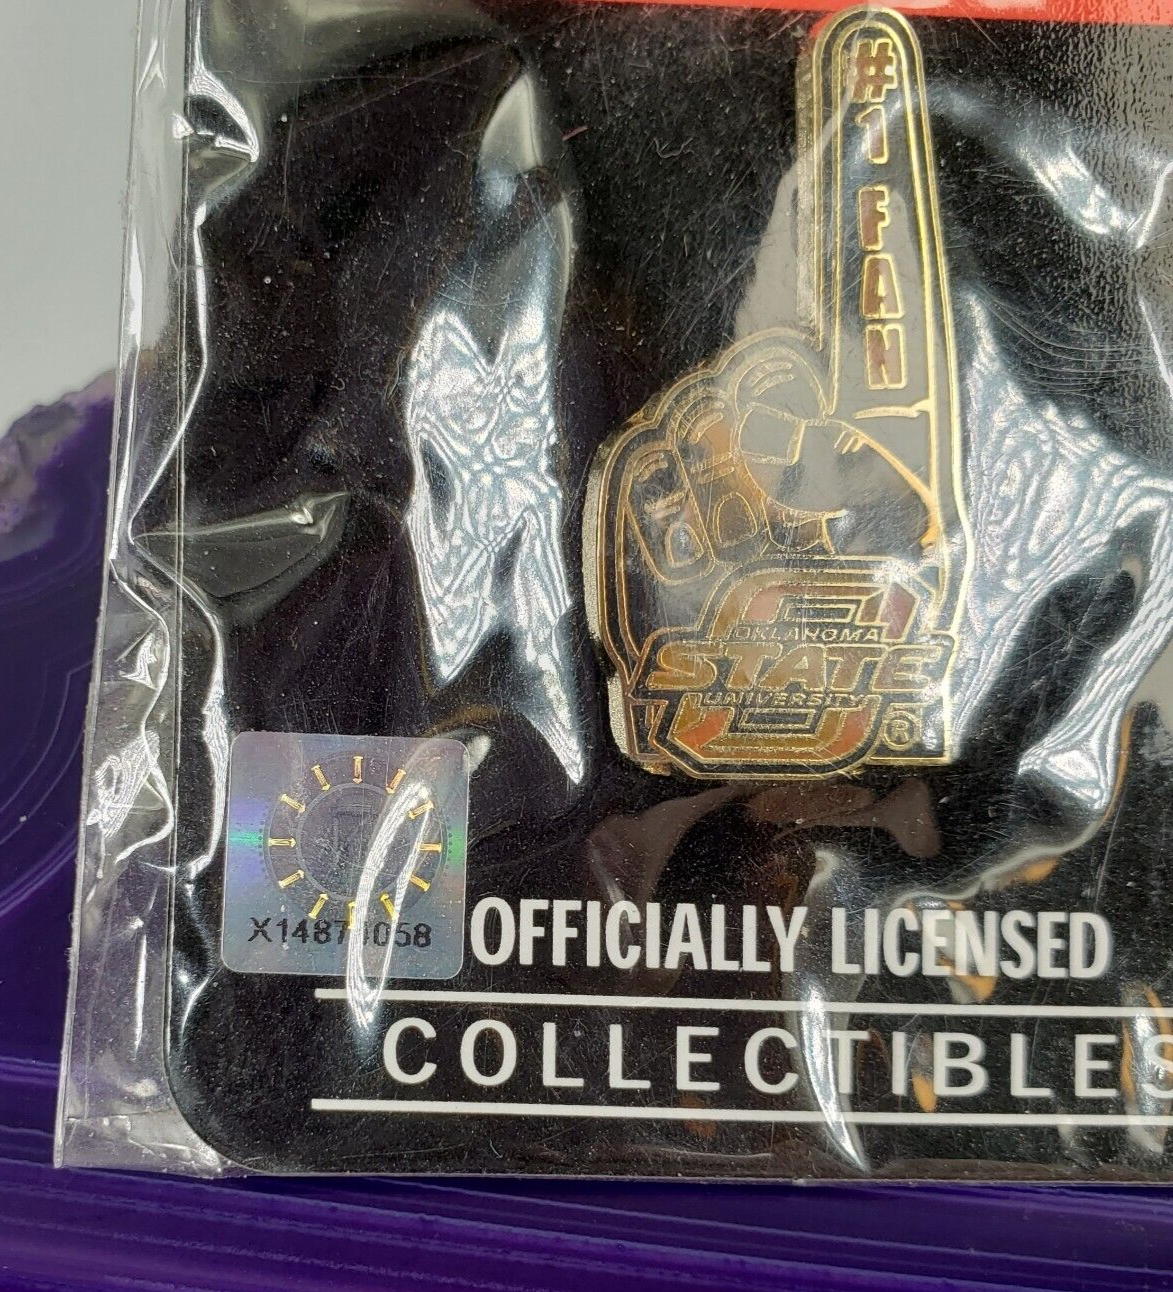 #1 FAN
OKLAHOMA
STATE
UNIVERSITY
®
OFFICIALLY LICENSED
COLLECTIBLES